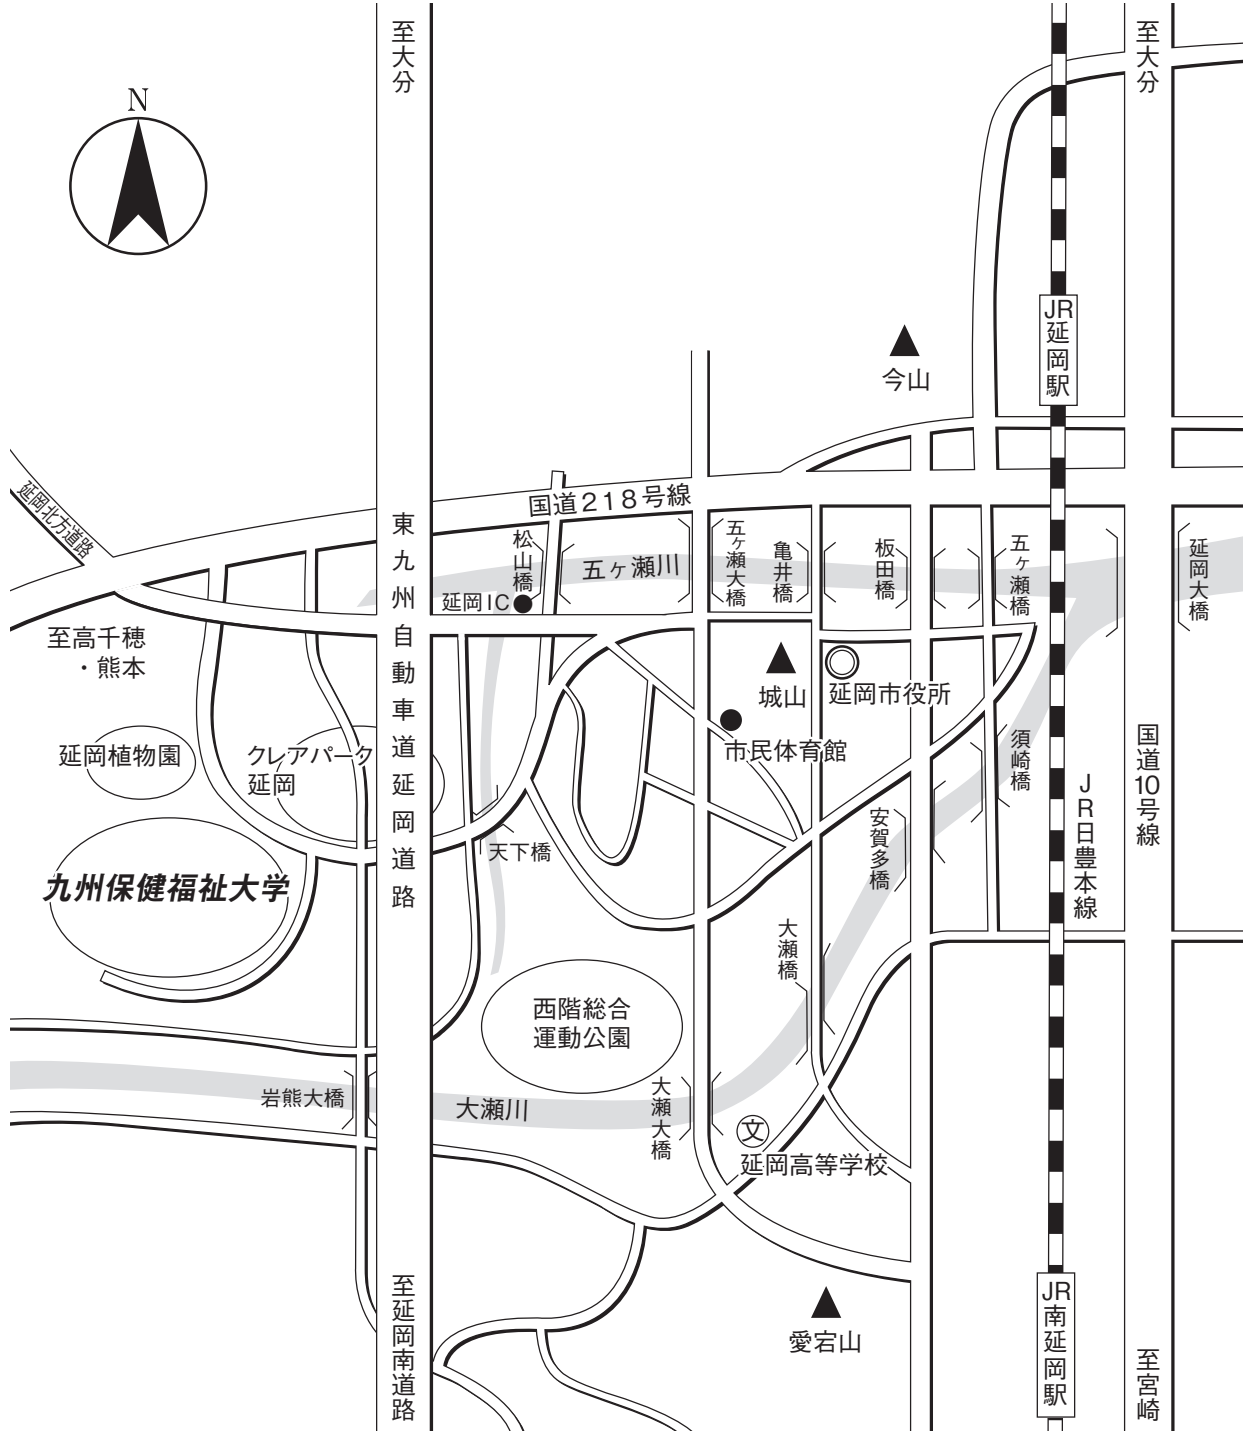 至大分
至大分
N
JR延岡駅
今山
延岡北方道路
国道218号線
東九州自動車道延岡道路
松山橋
五ヶ瀬川
五ヶ瀬大橋
亀井橋
板田橋
五ヶ瀬橋
延岡大橋
延岡IC
至高千穂
・熊本
城山
延岡市役所
市民体育館
延岡植物園
クレアパーク
延岡
須崎橋
国道10号線
JR日豊本線
安賀多橋
天下橋
九州保健福祉大学
大瀬橋
西階総合
運動公園
岩熊大橋
大瀬川
大瀬大橋
文
延岡高等学校
至延岡南道路
愛宕山
JR南延岡駅
至宮崎